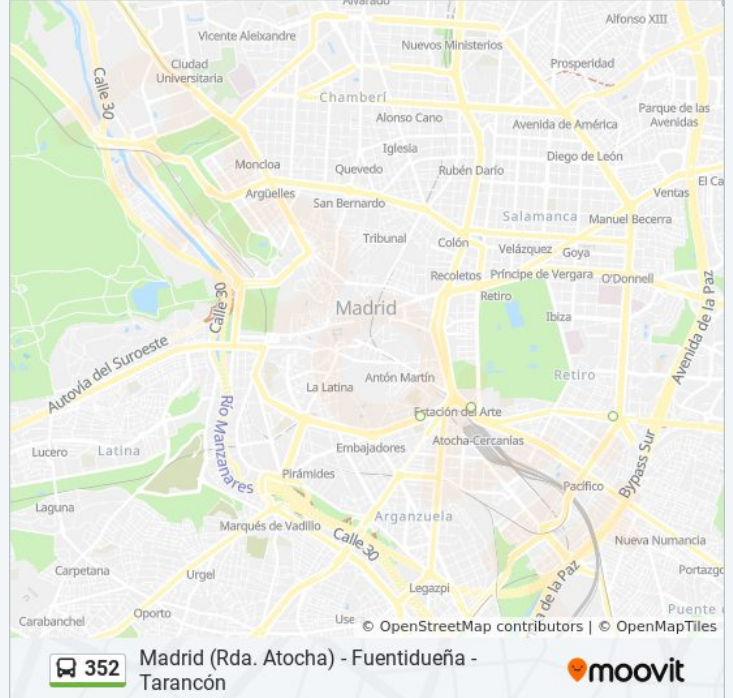 Alvarado
Alfonso XIII
Vicente Aleixandre
Nuevos Ministerios
Ciudad
Universitaria
Prosperidad
Calle 30
Chamberí
Parque de las
Avenidas
Alonso Cano
Avenida de América
Iglesia
Diego de León
Moncloa
Quevedo
Rubén Darío
El Ca
Argüelles
Ventas
San Bernardo
Salamanca
Manuel Becerra
Tribunal
Colón
Velázquez
Goya
Recoletos
Príncipe de Vergara
O'Donnell
Calle 30
Retiro
Madrid
Ibiza
Avenida de la Paz
Autovía del Suroeste
La Latina
Antón Martín
Retiro
Río Manzanares
Estación del Arte
Atocha-Cercanías
Lucero
Latina
Embajadores
Bypass Sur
Pirámides
Pacífico
Laguna
Marqués de Vadillo
Arganzuela
Calle 30
Nueva Numancia
Carpetana
Urgel
Portazgo
Legazpi
a de la Paz
Oporto
Puente
Carabanchel
Use
© OpenStreetMap contributors | © OpenMapTiles
352
Madrid (Rda. Atocha) - Fuentidueña -
Tarancón
moovit